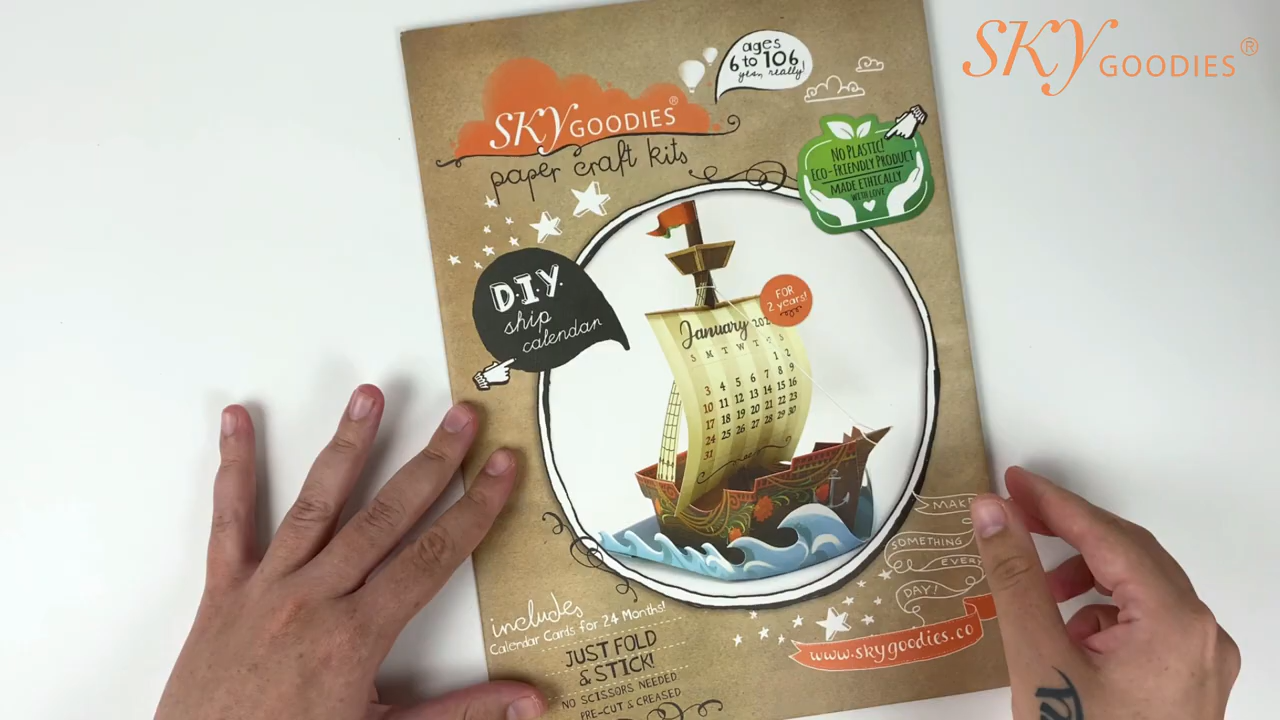 SKY GOODIES®
ages
6 to 106
yes, really!
SKY GOODIES®
paper craft kits
NO PLASTIC!
ECO-FRIENDLY PRODUCT
MADE ETHICALLY
WITH LOVE
D.I.Y.
ship
calendar
FOR
2 years!
January 202
S M T W T F S
1 2
3 4 5 6 7 8 9
10 11 12 13 14 15 16
17 18 19 20 21 22 23
24 25 26 27 28 29 30
31
MAKE
SOMETHING
EVERY
DAY!
www.skygoodies.co
includes
Calendar Cards for 24 Months!
JUST FOLD
& STICK!
NO SCISSORS NEEDED
PRE-CUT & CREASED